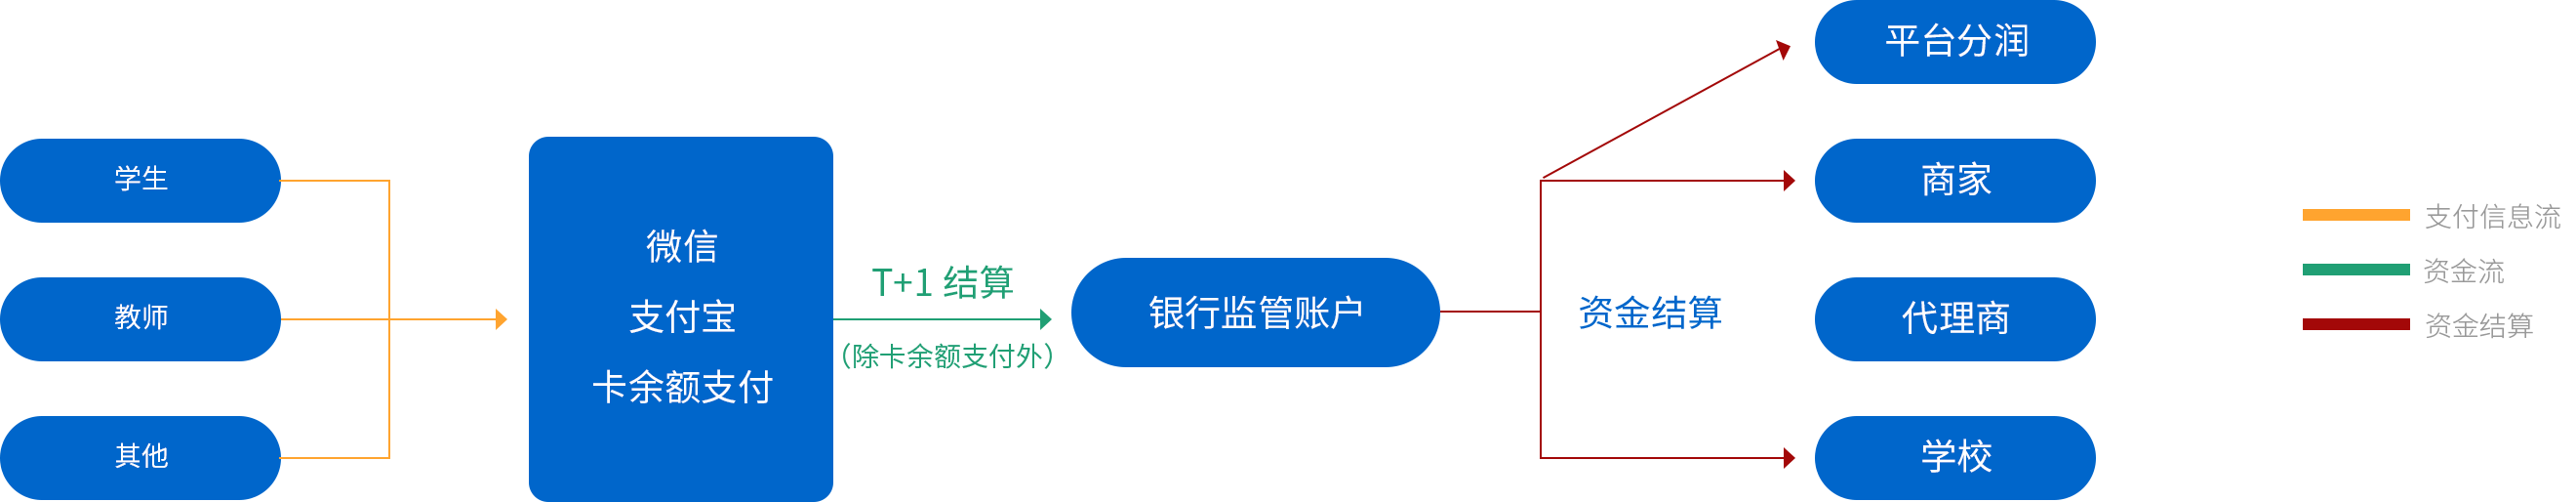 学生
教师
其他
微信
支付宝
卡余额支付
T+1 结算
（除卡余额支付外）
银行监管账户
资金结算
平台分润
商家
代理商
学校
支付信息流
资金流
资金结算